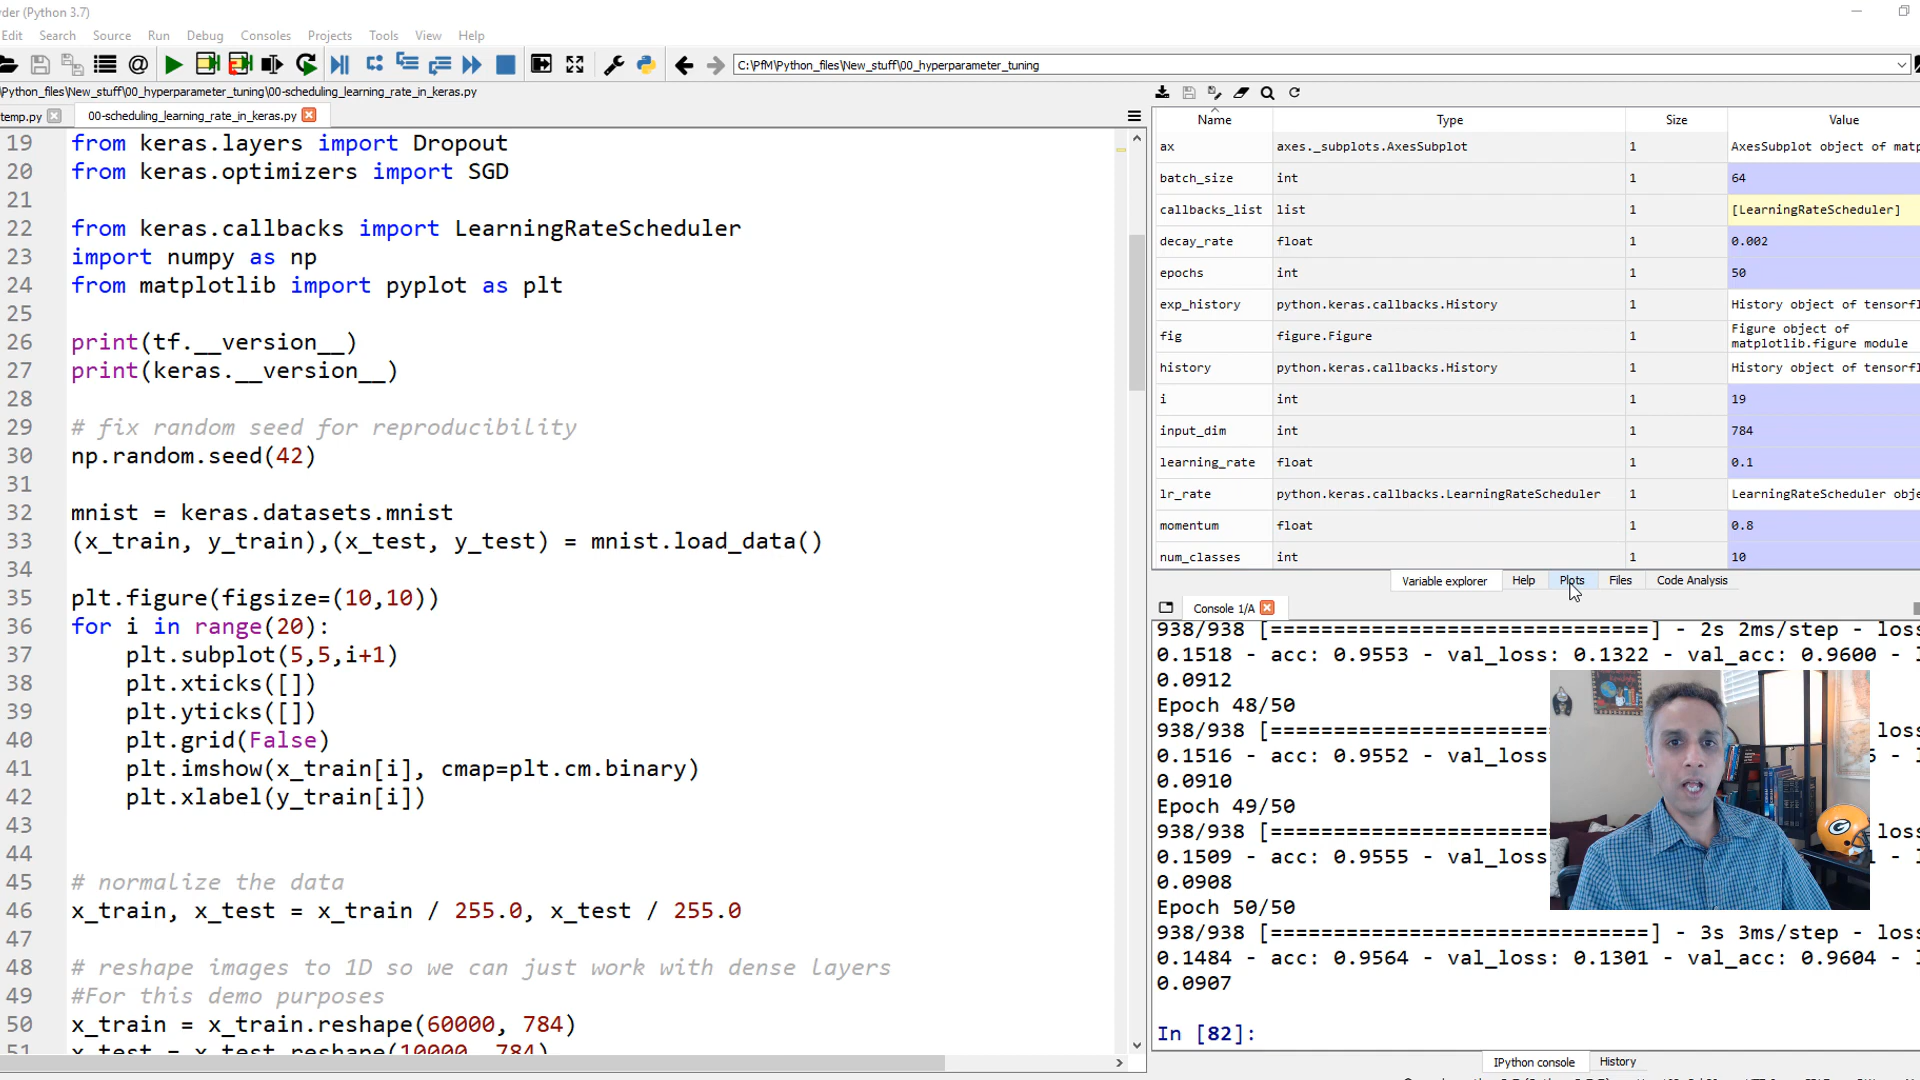 yder (Python 3.7)
Edit Search Source Run Debug Consoles Projects Tools View Help
C:\PfM\Python_files\New_stuff\00_hyperparameter_tuning
\Python_files\New_stuff\00_hyperparameter_tuning\00-scheduling_learning_rate_in_keras.py
temp.py 00-scheduling_learning_rate_in_keras.py
19 from keras.layers import Dropout
20 from keras.optimizers import SGD
21
22 from keras.callbacks import LearningRateScheduler
23 import numpy as np
24 from matplotlib import pyplot as plt
25
26 print(tf.__version__)
27 print(keras.__version__)
28
29 # fix random seed for reproducibility
30 np.random.seed(42)
31
32 mnist = keras.datasets.mnist
33 (x_train, y_train),(x_test, y_test) = mnist.load_data()
34
35 plt.figure(figsize=(10,10))
36 for i in range(20):
37 plt.subplot(5,5,i+1)
38 plt.xticks([])
39 plt.yticks([])
40 plt.grid(False)
41 plt.imshow(x_train[i], cmap=plt.cm.binary)
42 plt.xlabel(y_train[i])
43
44
45 # normalize the data
46 x_train, x_test = x_train / 255.0, x_test / 255.0
47
48 # reshape images to 1D so we can just work with dense layers
49 #For this demo purposes
50 x_train = x_train.reshape(60000, 784)
51 x_test = x_test.reshape(10000, 784)
Name Type Size Value
ax axes._subplots.AxesSubplot 1 AxesSubplot object of matp
batch_size int 1 64
callbacks_list list 1 [LearningRateScheduler]
decay_rate float 1 0.002
epochs int 1 50
exp_history python.keras.callbacks.History 1 History object of tensorfl
fig figure.Figure 1 Figure object of
matplotlib.figure module
history python.keras.callbacks.History 1 History object of tensorfl
i int 1 19
input_dim int 1 784
learning_rate float 1 0.1
lr_rate python.keras.callbacks.LearningRateScheduler 1 LearningRateScheduler obje
momentum float 1 0.8
num_classes int 1 10
Variable explorer Help Plots Files Code Analysis
Console 1/A
938/938 [==============================] - 2s 2ms/step - loss
0.1518 - acc: 0.9553 - val_loss: 0.1322 - val_acc: 0.9600 - l
0.0912
Epoch 48/50
938/938 [==================== loss
0.1516 - acc: 0.9552 - val_loss
0.0910
Epoch 49/50
938/938 [==================== loss
0.1509 - acc: 0.9555 - val_loss
0.0908
Epoch 50/50
938/938 [==============================] - 3s 3ms/step - loss
0.1484 - acc: 0.9564 - val_loss: 0.1301 - val_acc: 0.9604 - l
0.0907
In [82]:
IPython console History